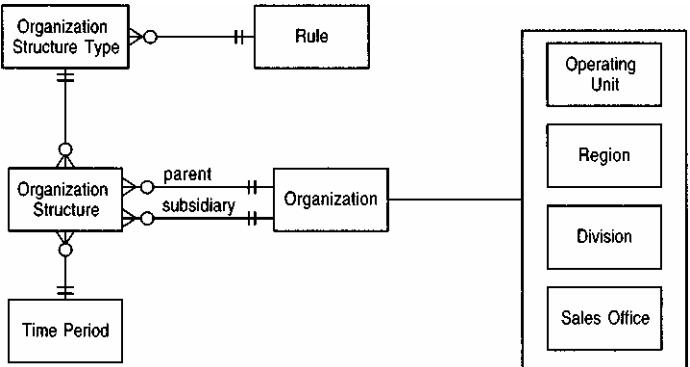 Organization
Structure Type
Rule
Operating
Unit
Region
parent
Organization
Structure
subsidiary
Organization
Division
Time Period
Sales Office